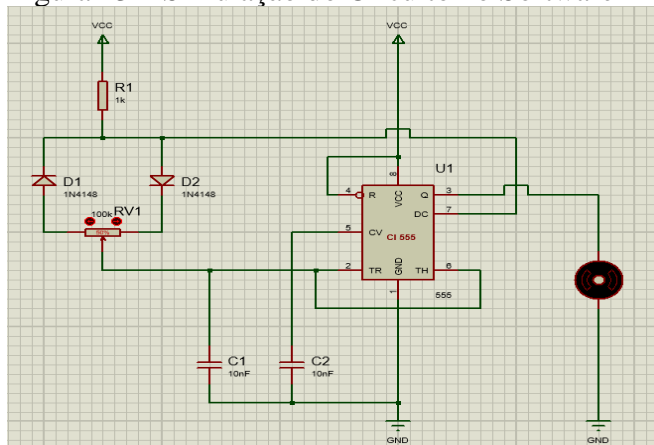 VCC
VCC
R1
1k
D1
1N4148
D2
1N4148
100k RV1
50%
U1
4 R
8 VCC
Q 3
DC 7
5 CV
CI 555
2 TR
GND 1
TH 6
555
C1
10nF
C2
10nF
GND
GND